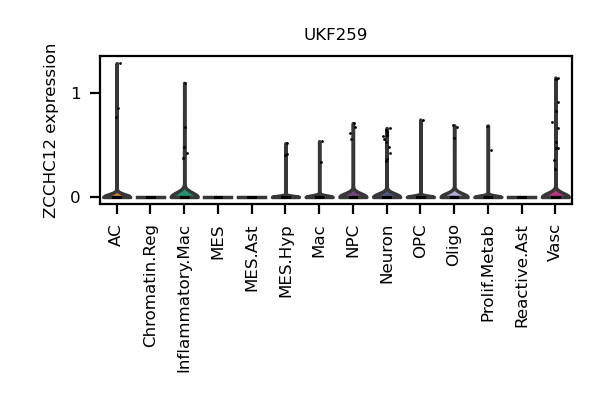 UKF259
ZCCHC12 expression
1
0
AC
Chromatin.Reg
Inflammatory.Mac
MES
MES.Ast
MES.Hyp
Mac
NPC
Neuron
OPC
Oligo
Prolif.Metab
Reactive.Ast
Vasc